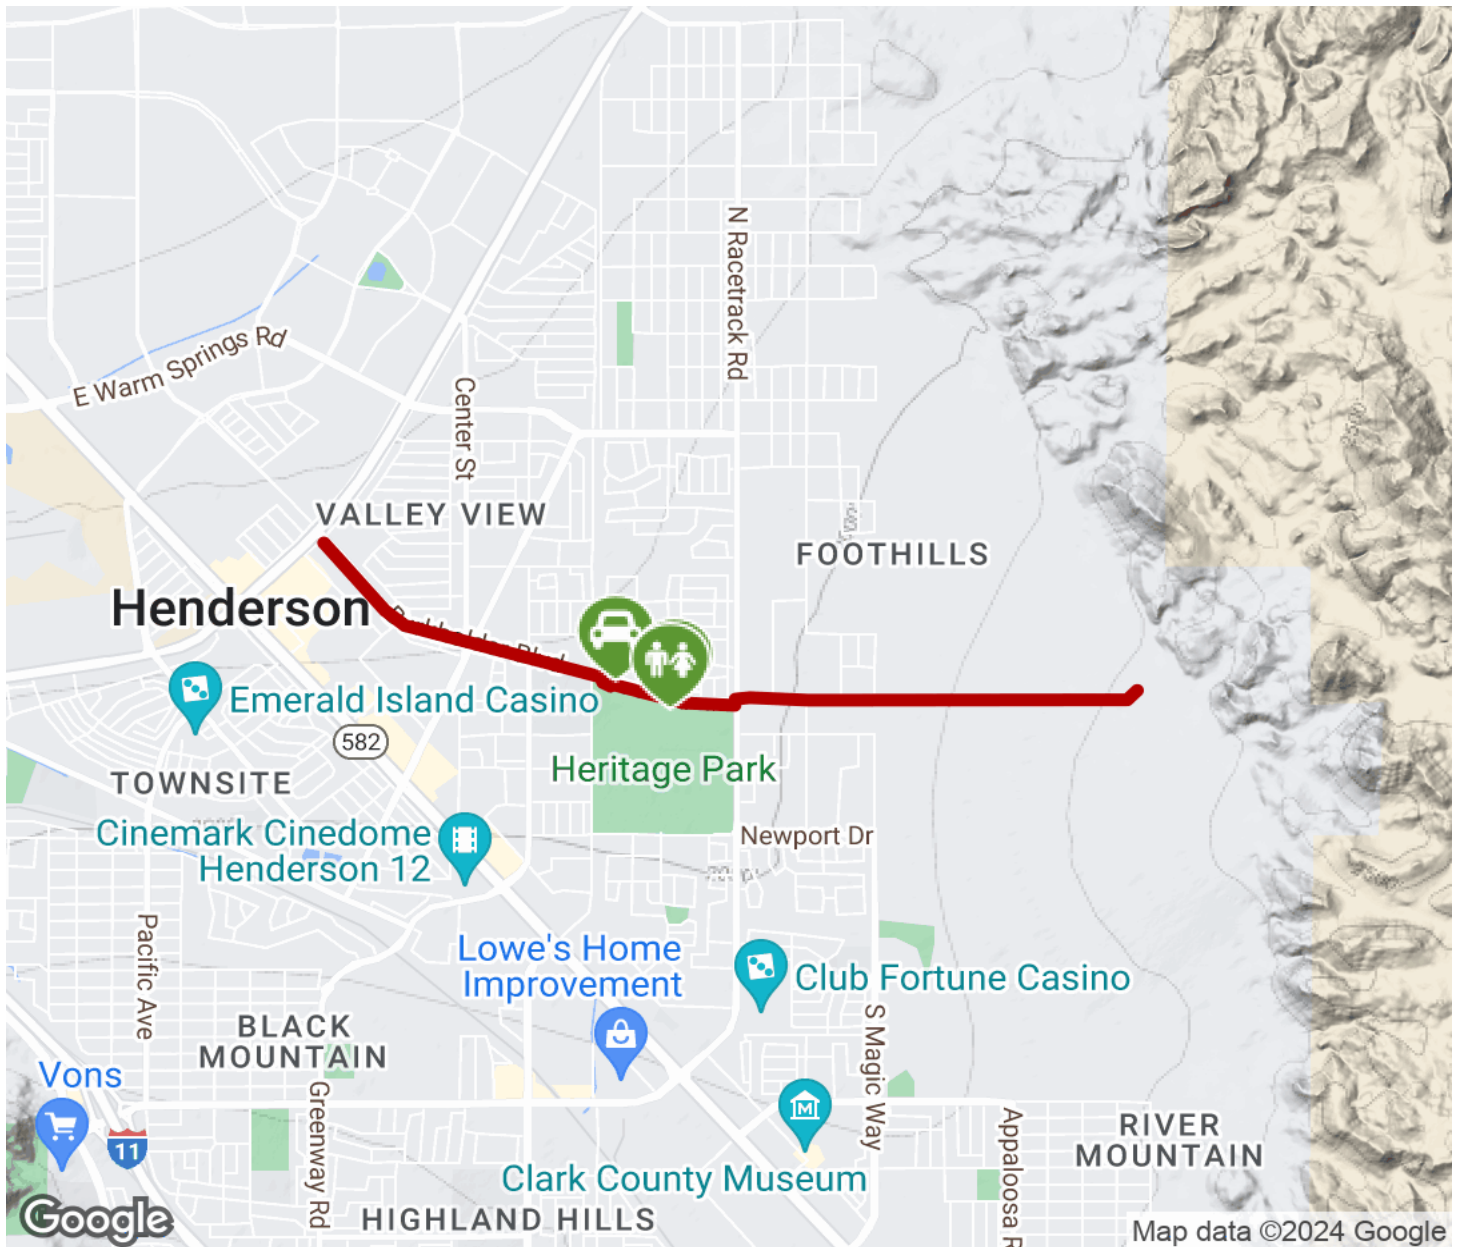 N Racetrack Rd
E Warm Springs Rd
Center St
VALLEY VIEW
FOOTHILLS
Henderson
Blvd
Emerald Island Casino
582
Heritage Park
TOWNSITE
Cinemark Cinedome
Henderson 12
Newport Dr
Pacific Ave
Lowe's Home
Improvement
Club Fortune Casino
S Magic Way
BLACK
MOUNTAIN
Vons
Greenway Rd
11
M
Appaloosa R
RIVER
MOUNTAIN
Clark County Museum
HIGHLAND HILLS
Google
Map data ©2024 Google